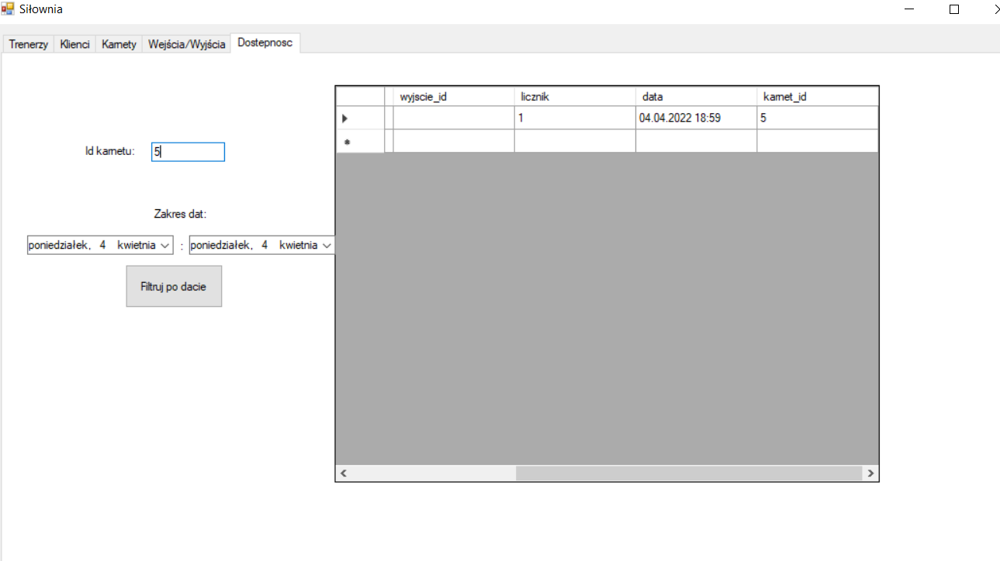 Siłownia
Trenerzy Klienci Karnety Wejścia/Wyjścia Dostepnosc
wyjscie_id licznik data karnet_id
1 04.04.2022 18:59 5
Id karnetu: 5
Zakres dat:
poniedziałek, 4 kwietnia : poniedziałek, 4 kwietnia
Filtruj po dacie